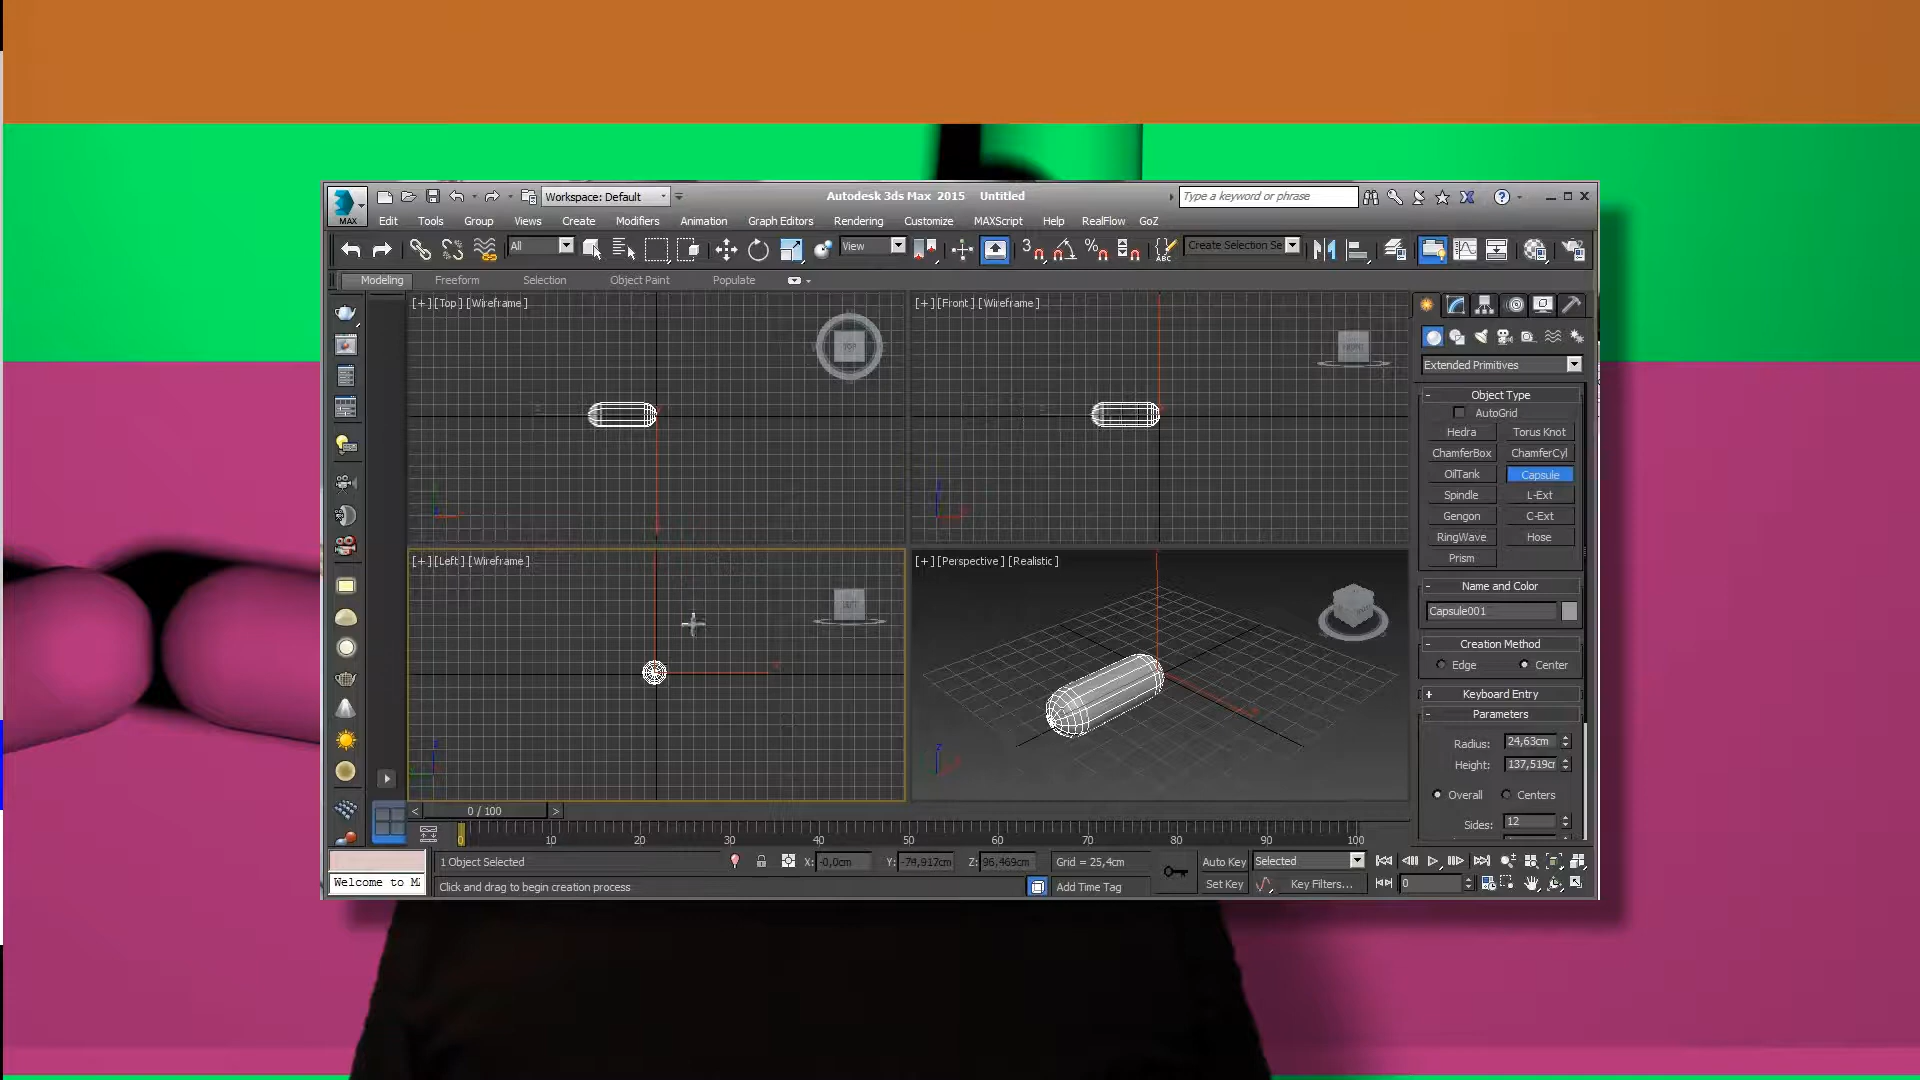 MAX
Workspace: Default
Autodesk 3ds Max 2015 Untitled
Type a keyword or phrase
Edit Tools Group Views Create Modifiers Animation Graph Editors Rendering Customize MAXScript Help RealFlow GoZ
All
View
3
%
ABC
Create Selection Se
Modeling Freeform Selection Object Paint Populate
[+] [Top] [Wireframe]
TOP
[+] [Front] [Wireframe]
FRONT
Extended Primitives
- Object Type
AutoGrid
Hedra Torus Knot
ChamferBox ChamferCyl
OilTank Capsule
Spindle L-Ext
Gengon C-Ext
RingWave Hose
Prism
[+] [Left] [Wireframe]
LEFT
[+] [Perspective] [Realistic]
- Name and Color
Capsule001
- Creation Method
Edge Center
+ Keyboard Entry
- Parameters
Radius: 24,63cm
Height: 137,519c
Overall Centers
Sides: 12
< 0 / 100 >
0 10 20 30 40 50 60 70 80 90 100
1 Object Selected
X: -0,0cm Y: -74,917cm Z: 96,469cm
Grid = 25,4cm
Auto Key Selected
Welcome to M
Click and drag to begin creation process
Add Time Tag
Set Key Key Filters...
0